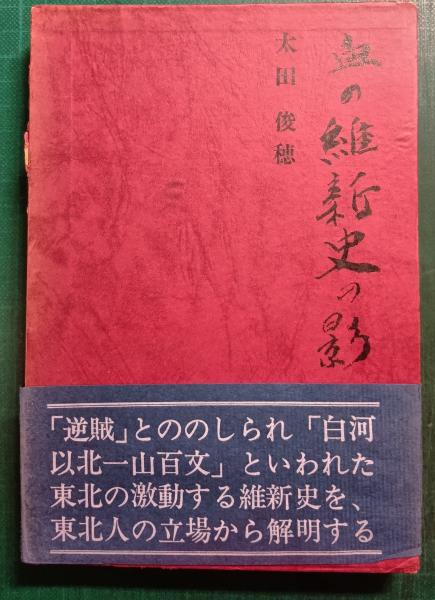 血の維新史の影
太田俊穂
「逆賊」とののしられ「白河
以北一山百文」といわれた
東北の激動する維新史を、
東北人の立場から解明する